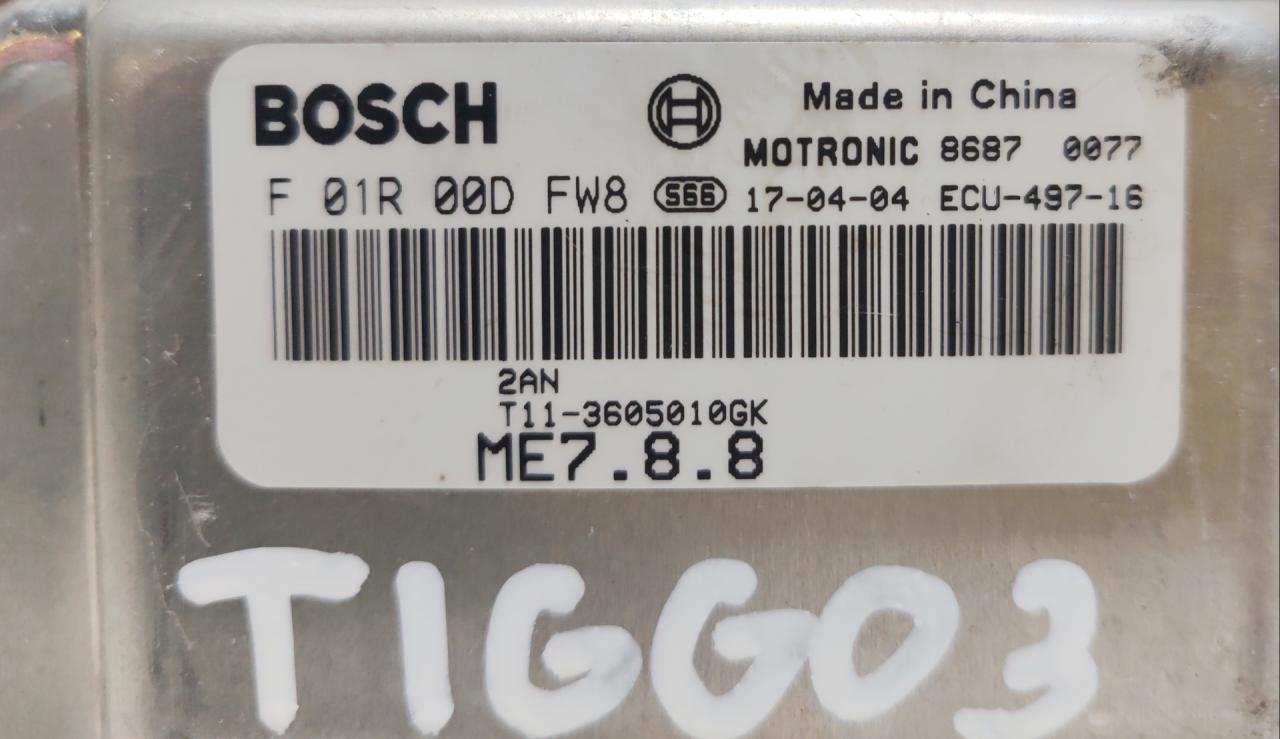 BOSCH
Made in China
MOTRONIC 8687 0077
F 01R 00D FW8 S66 17-04-04 ECU-497-16
2AN
T11-3605010GK
ME7.8.8
TIGGO3